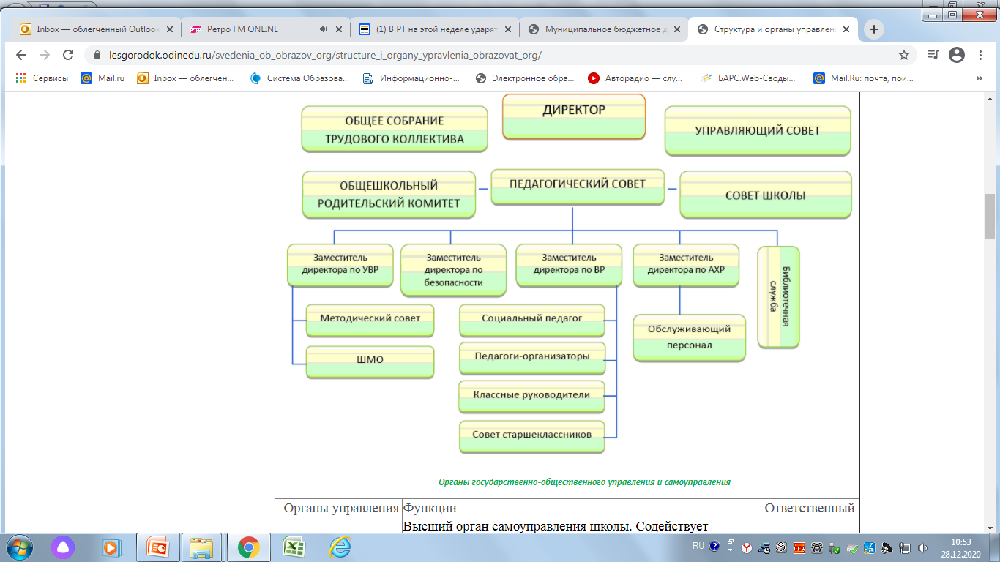 Inbox — облегченный Outlook
Ретро FM ONLINE
(1) В РТ на этой неделе ударят
Муниципальное бюджетное д
Структура и органы управлен
lesgorodok.odinedu.ru/svedenia_ob_obrazov_org/structure_i_organy_ypravlenia_obrazovat_org/
Сервисы
Mail.ru
Inbox — облегчен...
Система Образова...
Информационно-...
Электронное обра...
Авторадио — слу...
БАРС.Web-Своды...
Mail.Ru: почта, пои...
ДИРЕКТОР
ОБЩЕЕ СОБРАНИЕ
ТРУДОВОГО КОЛЛЕКТИВА
УПРАВЛЯЮЩИЙ СОВЕТ
ОБЩЕШКОЛЬНЫЙ
РОДИТЕЛЬСКИЙ КОМИТЕТ
ПЕДАГОГИЧЕСКИЙ СОВЕТ
СОВЕТ ШКОЛЫ
Заместитель
директора по УВР
Заместитель
директора по
безопасности
Заместитель
директора по ВР
Заместитель
директора по АХР
Библиотечная
служба
Методический совет
ШМО
Социальный педагог
Педагоги-организаторы
Классные руководители
Совет старшеклассников
Обслуживающий
персонал
Органы государственно-общественного управления и самоуправления
Органы управления
Функции
Ответственный
Высший орган самоуправления школы. Содействует
RU
10:53
28.12.2020